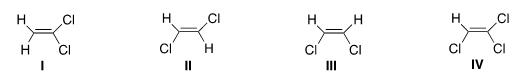 H Cl H Cl H H H Cl
H Cl Cl H Cl Cl Cl Cl
I II III IV